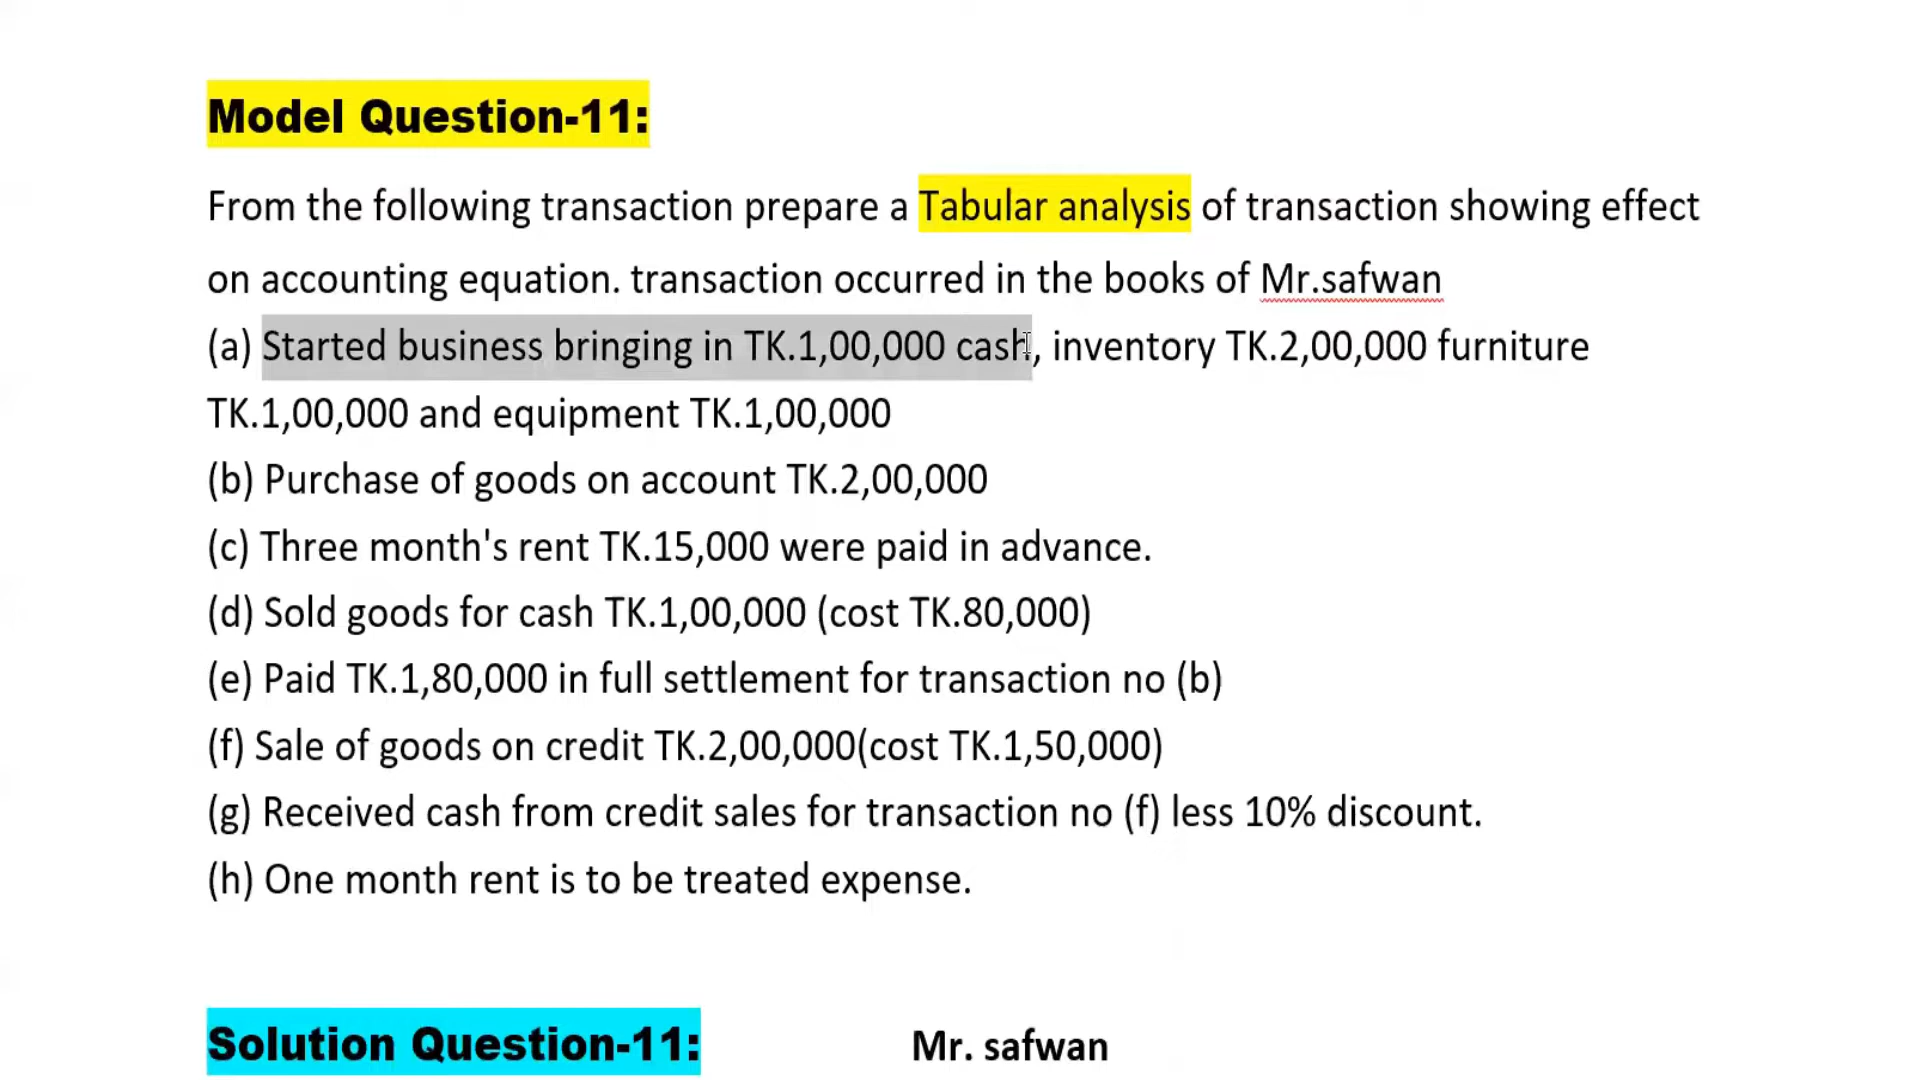 Model Question-11:
From the following transaction prepare a Tabular analysis of transaction showing effect
on accounting equation. transaction occurred in the books of Mr.safwan
(a) Started business bringing in TK.1,00,000 cash, inventory TK.2,00,000 furniture
TK.1,00,000 and equipment TK.1,00,000
(b) Purchase of goods on account TK.2,00,000
(c) Three month's rent TK.15,000 were paid in advance.
(d) Sold goods for cash TK.1,00,000 (cost TK.80,000)
(e) Paid TK.1,80,000 in full settlement for transaction no (b)
(f) Sale of goods on credit TK.2,00,000(cost TK.1,50,000)
(g) Received cash from credit sales for transaction no (f) less 10% discount.
(h) One month rent is to be treated expense.
Solution Question-11: Mr. safwan